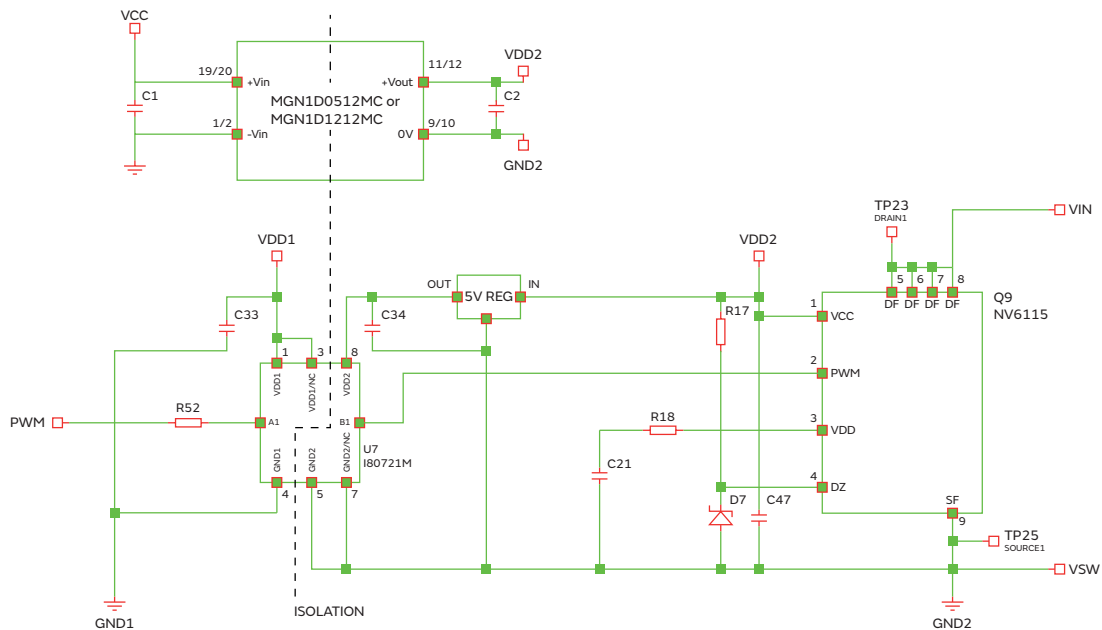 VCC
19/20
+Vin
C1
1/2
-Vin
MGN1D0512MC or
MGN1D1212MC
11/12
+Vout
VDD2
C2
9/10
0V
GND2
VDD1
C33
1
3
8
VDD1
VDD1/NC
VDD2
PWM
R52
A1
B1
GND1
GND2
GND2/NC
4
5
7
U7
I80721M
GND1
ISOLATION
OUT
5V REG
IN
C34
VDD2
R17
R18
C21
D7
C47
TP23
DRAIN1
VIN
5
6
7
8
DF
DF
DF
DF
Q9
NV6115
1
VCC
2
PWM
3
VDD
4
DZ
SF
9
TP25
SOURCE1
VSW
GND2